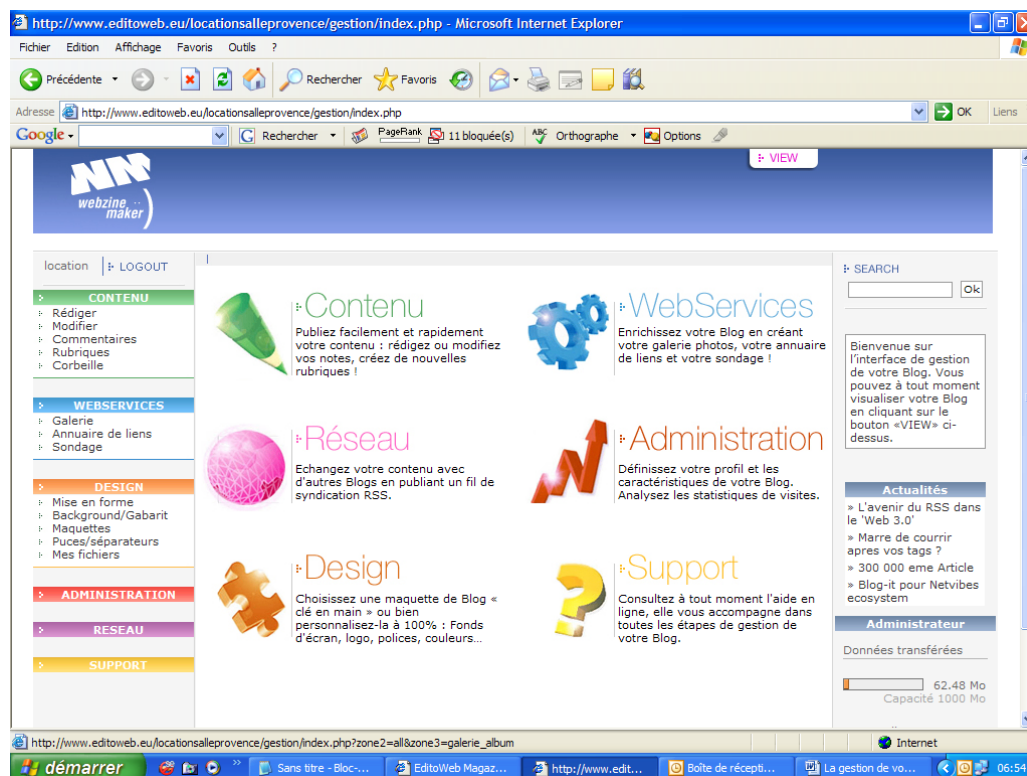 http://www.editoweb.eu/locationsalleprovence/gestion/index.php - Microsoft Internet Explorer
Fichier Edition Affichage Favoris Outils ?
Précédente Rechercher Favoris
Adresse http://www.editoweb.eu/locationsalleprovence/gestion/index.php OK Liens
Google Rechercher PageRank 11 bloquée(s) ABC Orthographe Options
VIEW
webzine
maker
location LOGOUT
CONTENU
Rédiger
Modifier
Commentaires
Rubriques
Corbeille
WEBSERVICES
Galerie
Annuaire de liens
Sondage
DESIGN
Mise en forme
Background/Gabarit
Maquettes
Puces/séparateurs
Mes fichiers
ADMINISTRATION
RESEAU
SUPPORT
Contenu
Publiez facilement et rapidement
votre contenu : rédigez ou modifiez
vos notes, créez de nouvelles
rubriques !
WebServices
Enrichissez votre Blog en créant
votre galerie photos, votre annuaire
de liens et votre sondage !
Réseau
Echangez votre contenu avec
d'autres Blogs en publiant un fil de
syndication RSS.
Administration
Définissez votre profil et les
caractéristiques de votre Blog.
Analysez les statistiques de visites.
Design
Choisissez une maquette de Blog «
clé en main » ou bien
personnalisez-la à 100% : Fonds
d'écran, logo, polices, couleurs...
Support
Consultez à tout moment l'aide en
ligne, elle vous accompagne dans
toutes les étapes de gestion de
votre Blog.
SEARCH
Ok
Bienvenue sur
l'interface de gestion
de votre Blog. Vous
pouvez à tout moment
visualiser votre Blog
en cliquant sur le
bouton «VIEW» ci-
dessus.
Actualités
» L'avenir du RSS dans
le 'Web 3.0'
» Marre de courrir
apres vos tags ?
» 300 000 eme Article
» Blog-it pour Netvibes
ecosystem
Administrateur
Données transférées
62.48 Mo
Capacité 1000 Mo
http://www.editoweb.eu/locationsalleprovence/gestion/index.php?zone2=all&zone3=galerie_album Internet
démarrer Sans titre - Bloc-... EditoWeb Magaz... http://www.edit... Boîte de récepti... La gestion de vo... 06:54